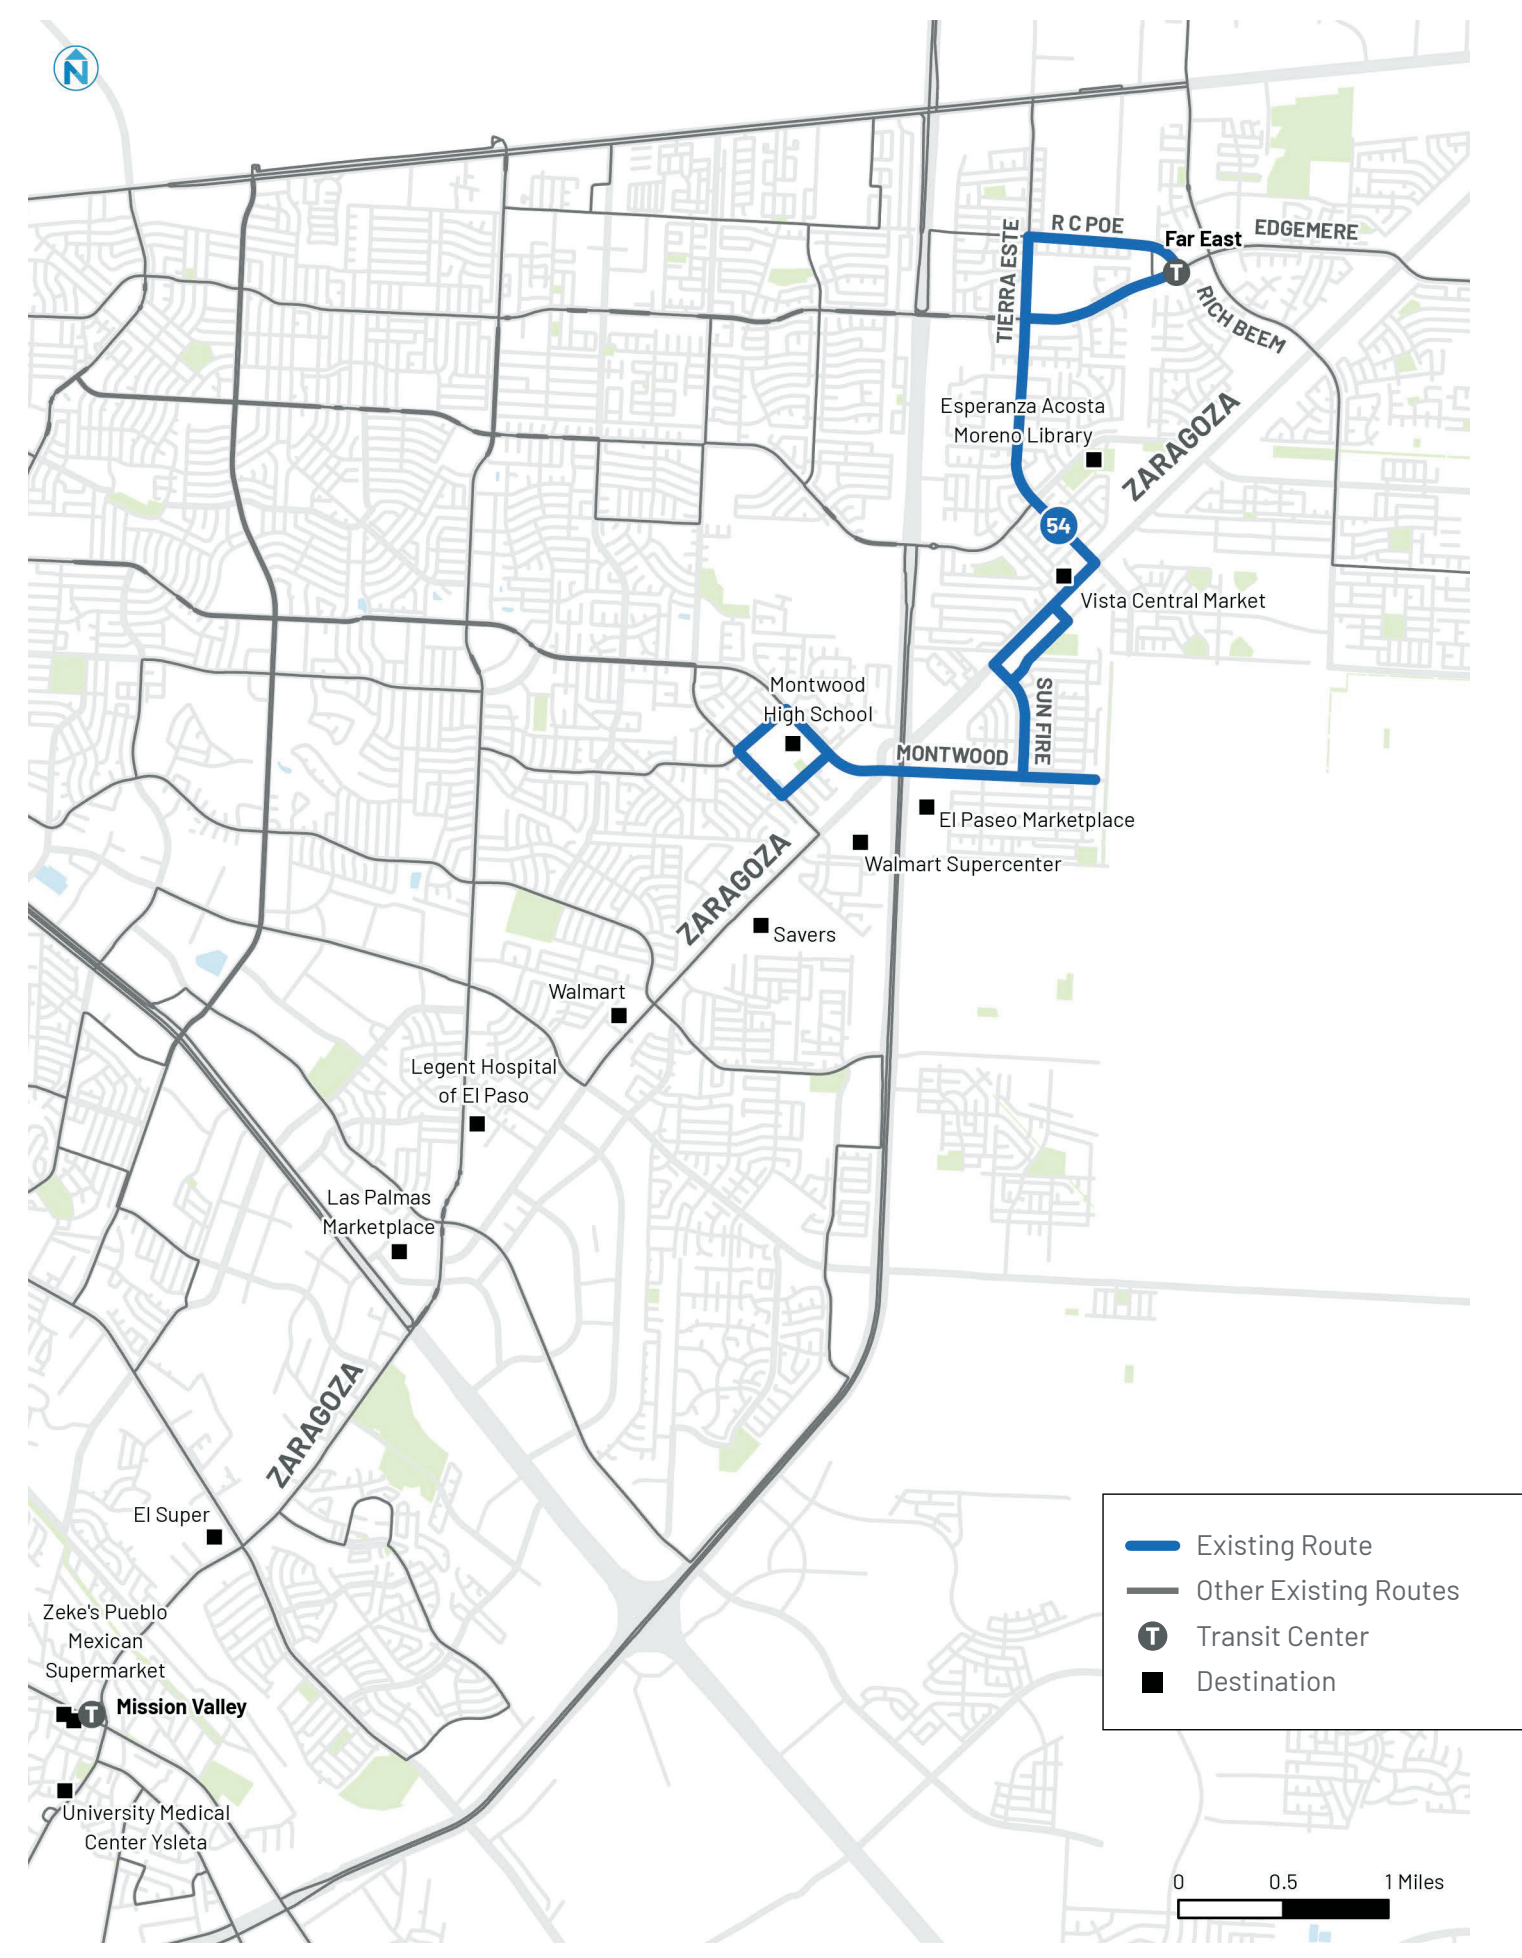 N
R C POE
Far East
EDGEMERE
T
TIERRA ESTE
RICH BEEM
Esperanza Acosta
Moreno Library
ZARAGOZA
54
Vista Central Market
Montwood
High School
SUN FIRE
MONTWOOD
El Paseo Marketplace
Walmart Supercenter
ZARAGOZA
Savers
Walmart
Legent Hospital
of El Paso
Las Palmas
Marketplace
ZARAGOZA
El Super
Zeke's Pueblo
Mexican
Supermarket
T
Mission Valley
University Medical
Center Ysleta
Existing Route
Other Existing Routes
T
Transit Center
Destination
0 0.5 1 Miles